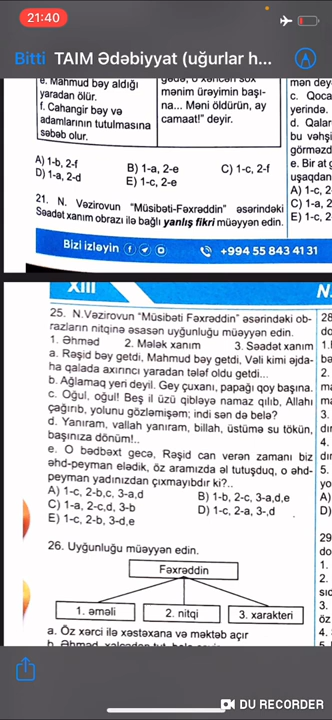 21:40
Bitti
TAIM Ədəbiyyat (uğurlar h...
e. Mahmud bəy aldığı
yaradan ölür.
f. Cahangir bəy və
adamlarının tutulmasına
səbəb olur.
mənim ürəyimin başı-
na... Məni öldürün, ay
camaat!” deyir.
A) 1-b, 2-f
B) 1-a, 2-e
C) 1-c, 2-f
D) 1-a, 2-d
E) 1-c, 2-e
c. Qoca
yerində.
d. Qalar
bu vəhşi
görməzd
e. Bir at g
uşaqdan
A) 1-c, 2-
C) 1-a, 2
E) 1-c, 2-
21. N. Vəzirovun “Müsibəti-Fəxrəddin” əsərindəki
Səadət xanım obrazı ilə bağlı yanlış fikri müəyyən edin.
Bizi izləyin
+994 55 843 41 31
XIII
N.
25. N.Vəzirovun “Müsibəti Fəxrəddin” əsərindəki ob-
razların nitqinə əsasən uyğunluğu müəyyən edin.
1. Əhməd 2. Mələk xanım 3. Səadət xanım
a. Rəşid bəy getdi, Mahmud bəy getdi, Vəli kimi əjda-
ha qalada axırıncı yaradan tələf oldu getdi...
b. Ağlamaq yeri deyil. Gey çuxanı, papağı qoy başına.
c. Oğul, oğul! Beş il üzü qibləyə namaz qılıb, Allahı
çağırıb, yolunu gözləmişəm; indi sən də belə?
d. Yanıram, vallah yanıram, billah, üstümə su tökün,
başınıza dönüm!..
e. O bədbəxt gecə, Rəşid can verən zamanı biz
əhd-peyman elədik, öz aramızda əl tutuşduq, o əhd-
peyman yadınızdan çıxmayıbdır ki?..
A) 1-c, 2-b,c, 3-a,d
B) 1-b, 2-c, 3-a,d,e
C) 1-a, 2-c,d, 3-b
D) 1-c, 2-a, 3-,d
E) 1-c, 2-b, 3-d,e
26. Uyğunluğu müəyyən edin.
Fəxrəddin
1. əməli
2. nitqi
3. xarakteri
a. Öz xərci ilə xəstəxana və məktəb açır
28
29
DU RECORDER